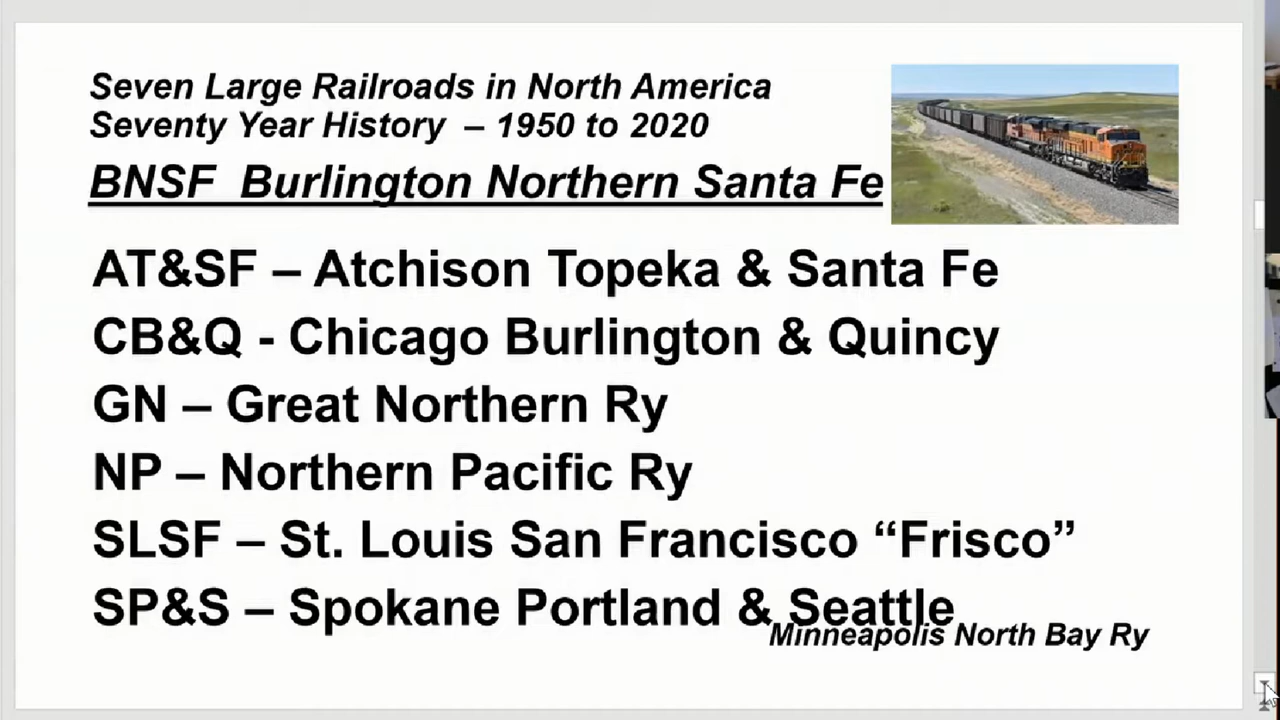 Seven Large Railroads in North America
Seventy Year History – 1950 to 2020
BNSF Burlington Northern Santa Fe
AT&SF – Atchison Topeka & Santa Fe
CB&Q - Chicago Burlington & Quincy
GN – Great Northern Ry
NP – Northern Pacific Ry
SLSF – St. Louis San Francisco “Frisco”
SP&S – Spokane Portland & Seattle
Minneapolis North Bay Ry